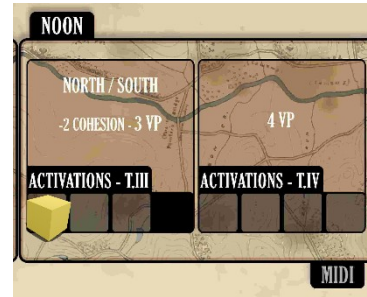 NOON
NORTH / SOUTH
-2 COHESION - 3 VP
4 VP
ACTIVATIONS - T.III
ACTIVATIONS - T.IV
MIDI